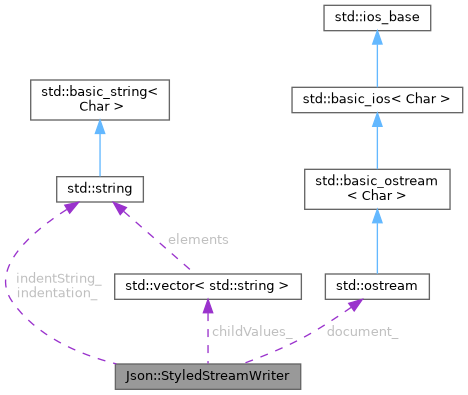 std::ios_base
std::basic_string<
Char >
std::basic_ios< Char >
std::string
std::basic_ostream
< Char >
elements
indentString_
indentation_
std::vector< std::string >
std::ostream
childValues_
document_
Json::StyledStreamWriter